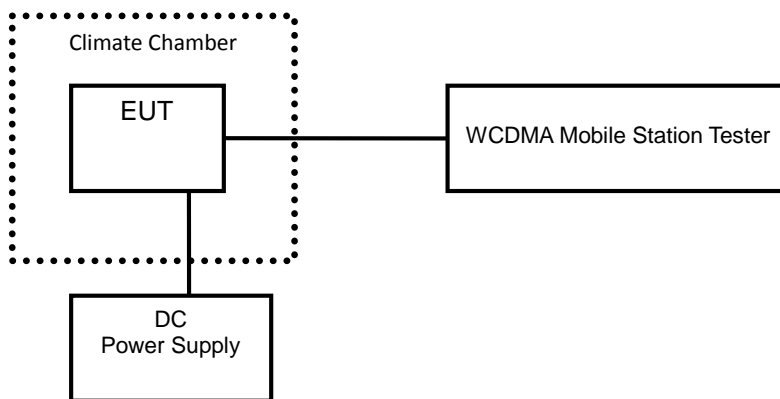 Climate Chamber
EUT
WCDMA Mobile Station Tester
DC
Power Supply